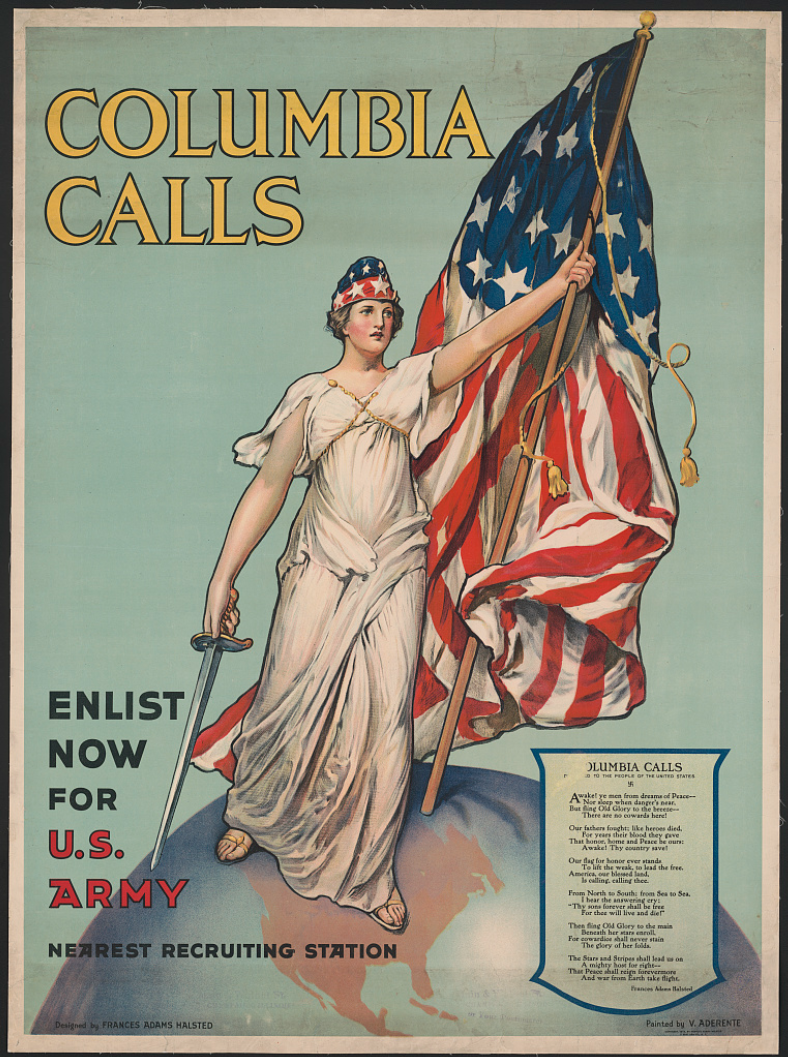 COLUMBIA
CALLS
ENLIST
NOW
FOR
U.S.
ARMY
NEAREST RECRUITING STATION
OLUMBIA CALLS
TO THE PEOPLE OF THE UNITED STATES
Awake! ye men from dreams of Peace—
Nor sleep when danger's near,
But fling Old Glory to the breeze—
There are no cowards here!
Our fathers fought; like heroes died,
For years their blood they gave
That honor, home and Peace be ours:
Awake! Thy country save!
Our flag for honor ever stands
To lift the weak, to lead the free.
America, our blessed land,
Is calling, calling thee.
From North to South; from Sea to Sea.
I hear the answering cry;
"Thy sons forever shall be free
For thee will live and die!"
Then fling Old Glory to the main
Beneath her stars enroll,
For cowardice shall never stain
The glory of her folds.
The Stars and Stripes shall lead us on
A mighty host for right—
That Peace shall reign forevermore
And war from Earth take flight.
Frances Adams Halsted
Designed by FRANCES ADAMS HALSTED
Painted by V. ADERENTE